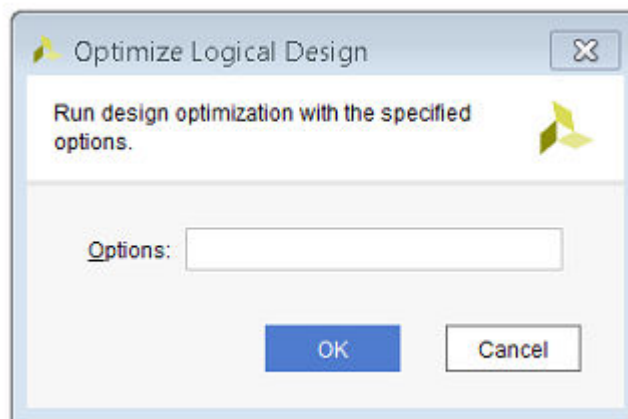 Optimize Logical Design
Run design optimization with the specified
options.
Options:
OK
Cancel